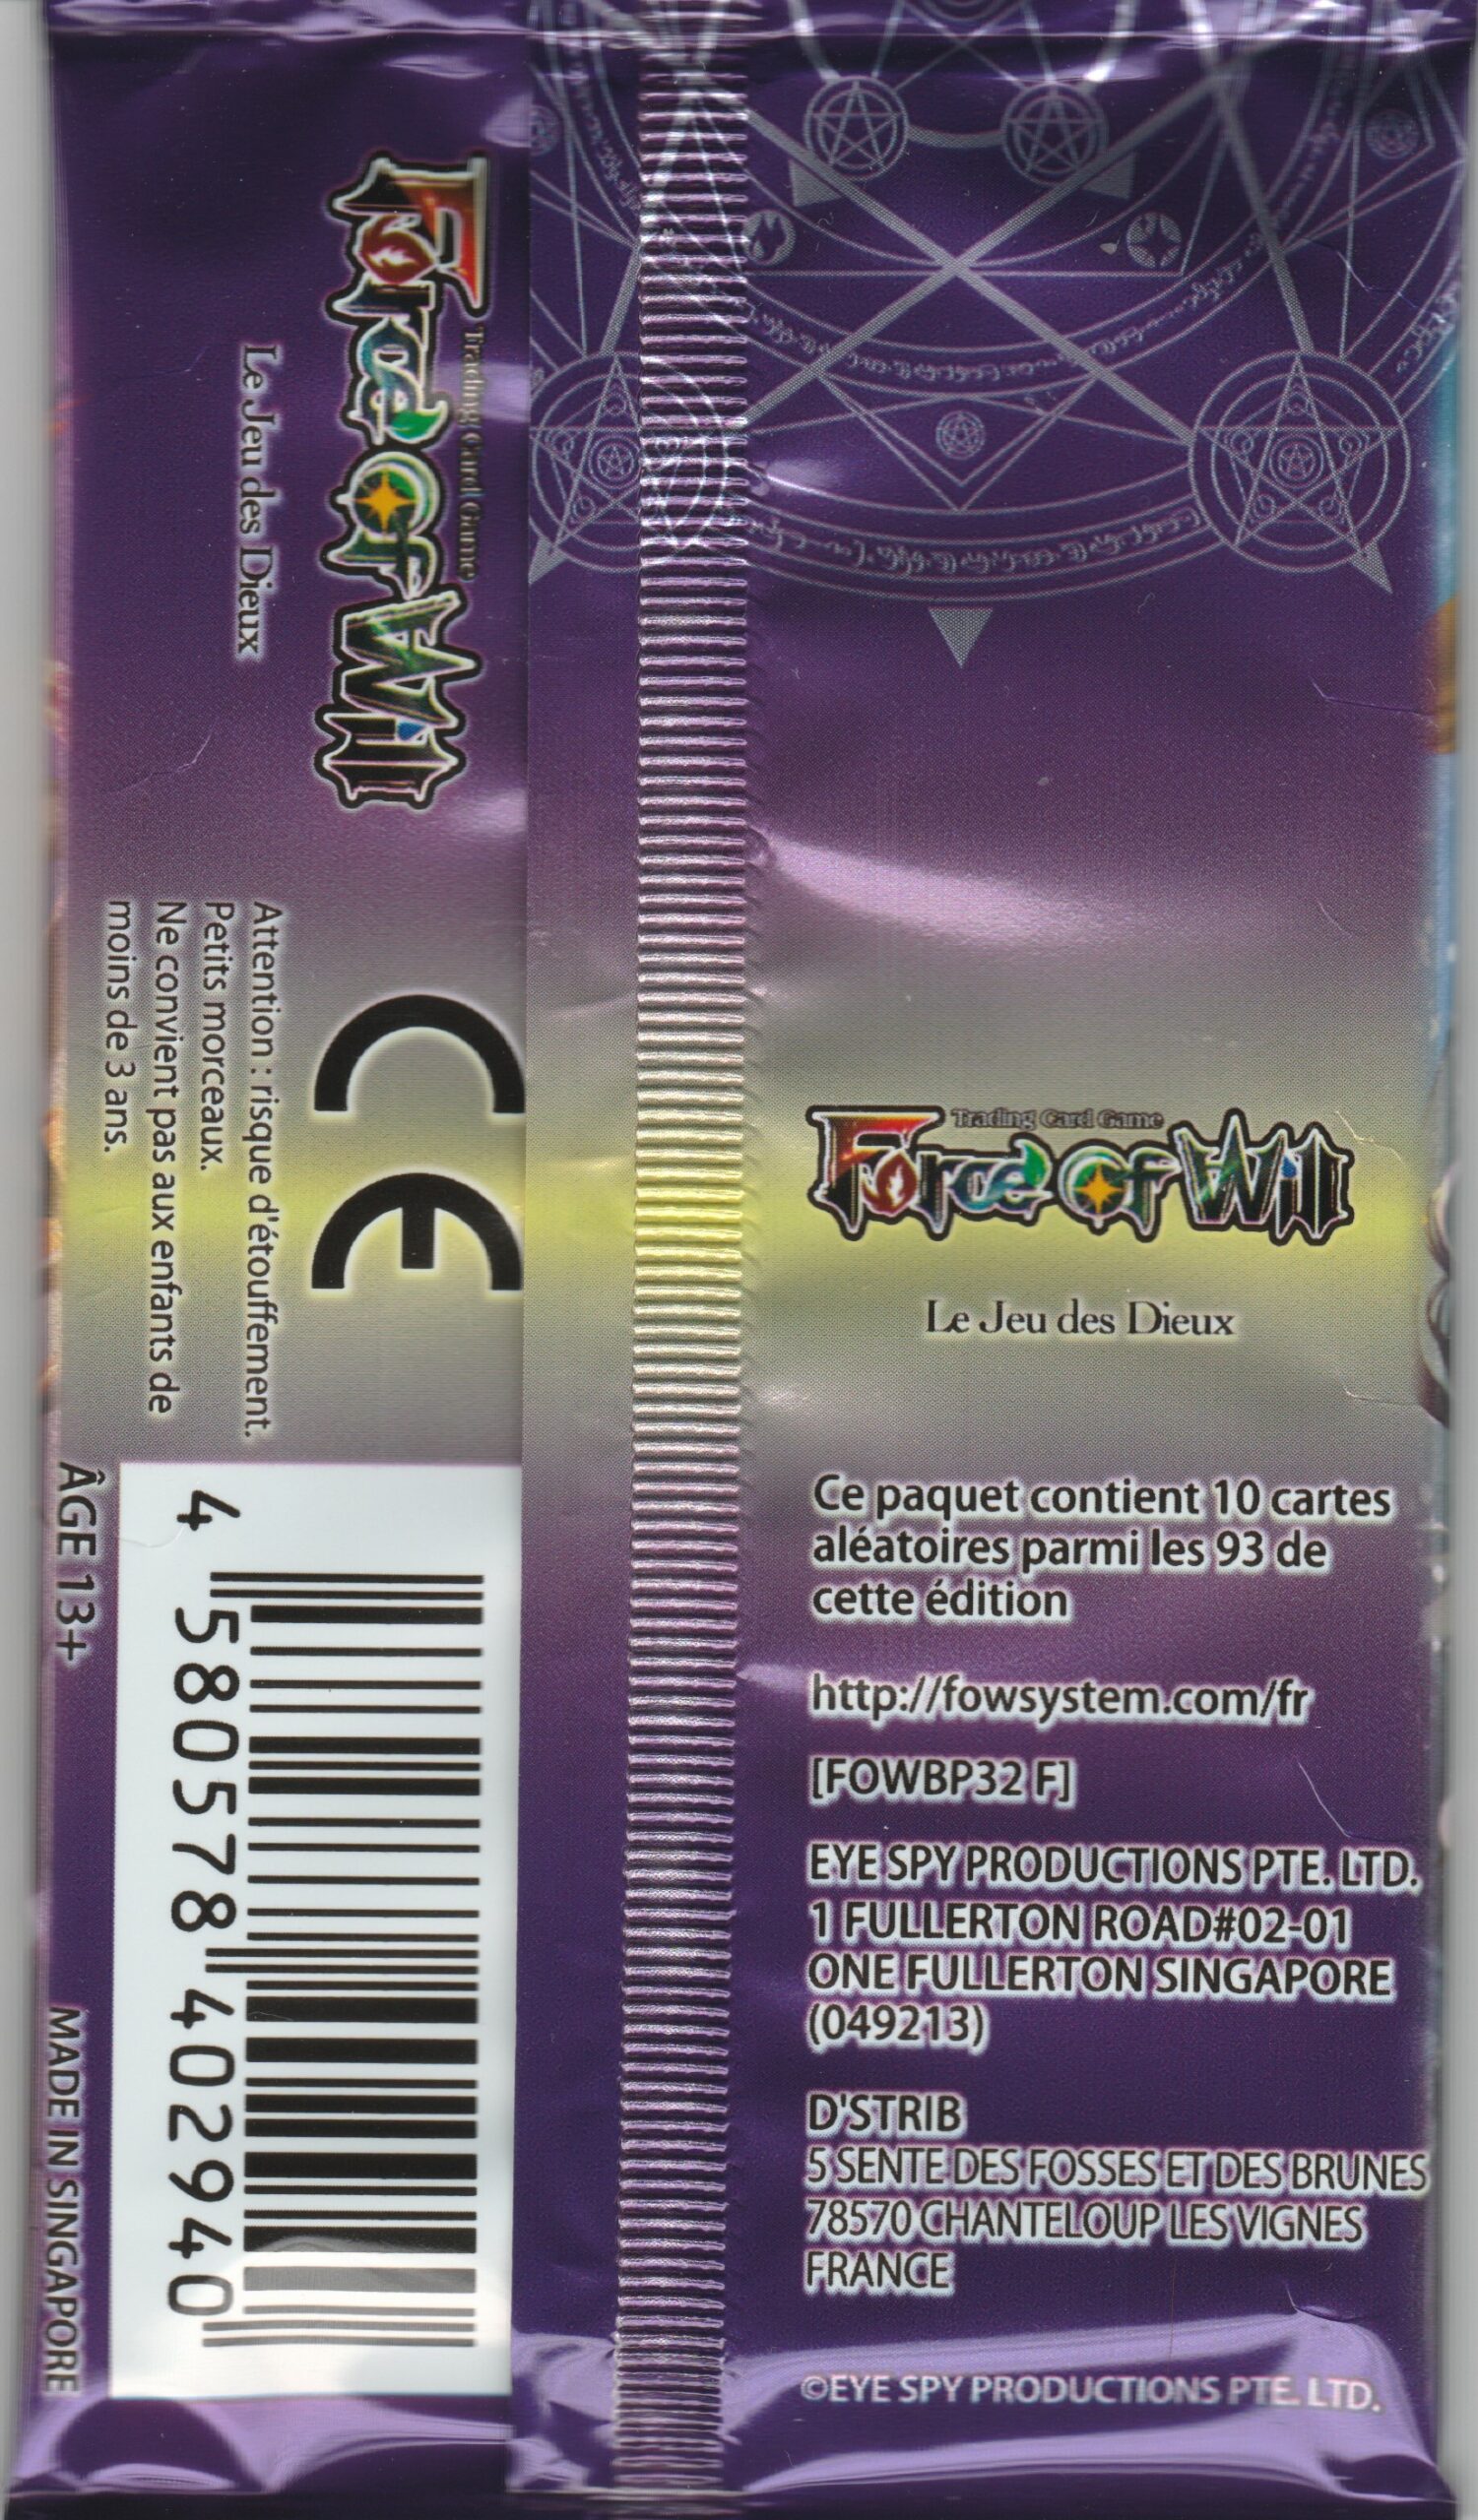 Trading Card Game
Force of Will
Le Jeu des Dieux
Attention : risque d'étouffement.
Petits morceaux.
Ne convient pas aux enfants de
moins de 3 ans.
CE
4 580578 402940
ÂGE 13+
MADE IN SINGAPORE
Trading Card Game
Force of Will
Le Jeu des Dieux
Ce paquet contient 10 cartes
aléatoires parmi les 93 de
cette édition
http://fowsystem.com/fr
[FOWBP32 F]
EYE SPY PRODUCTIONS PTE. LTD.
1 FULLERTON ROAD#02-01
ONE FULLERTON SINGAPORE
(049213)
D'STRIB
5 SENTE DES FOSSES ET DES BRUNES
78570 CHANTELOUP LES VIGNES
FRANCE
©EYE SPY PRODUCTIONS PTE. LTD.